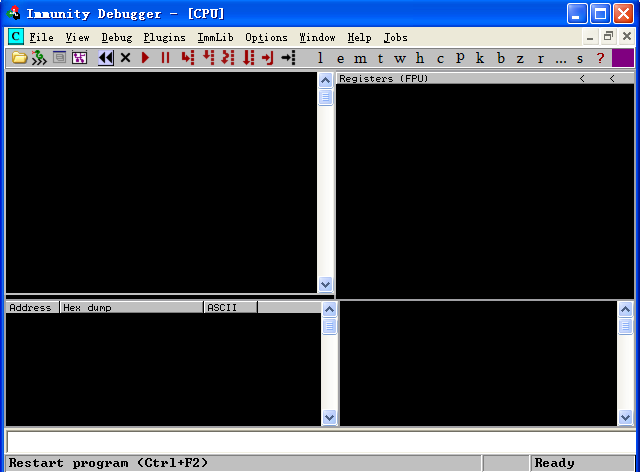 Immunity Debugger - [CPU]
C File View Debug Plugins ImmLib Options Window Help Jobs
l e m t w h c P k b z r ... s ?
Registers (FPU) < <
Address Hex dump ASCII
Restart program (Ctrl+F2) Ready